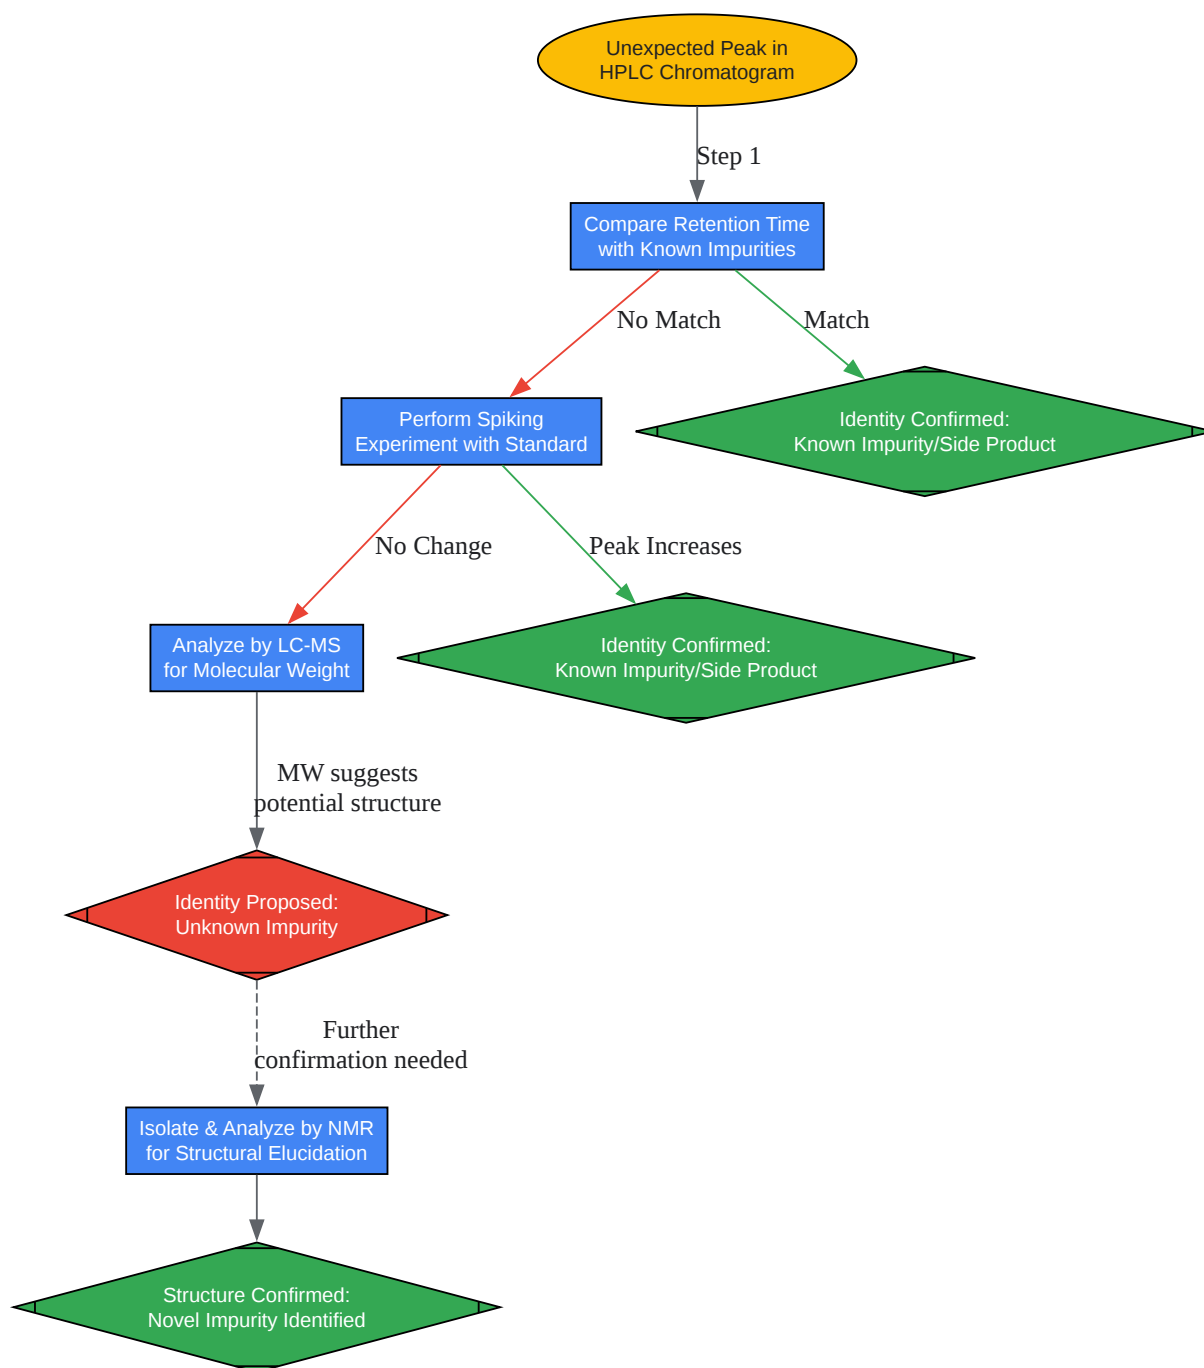 Unexpected Peak in
HPLC Chromatogram
Step 1
Compare Retention Time
with Known Impurities
No Match
Match
Perform Spiking
Experiment with Standard
Identity Confirmed:
Known Impurity/Side Product
No Change
Peak Increases
Analyze by LC-MS
for Molecular Weight
Identity Confirmed:
Known Impurity/Side Product
MW suggests
potential structure
Identity Proposed:
Unknown Impurity
Further
confirmation needed
Isolate & Analyze by NMR
for Structural Elucidation
Structure Confirmed:
Novel Impurity Identified